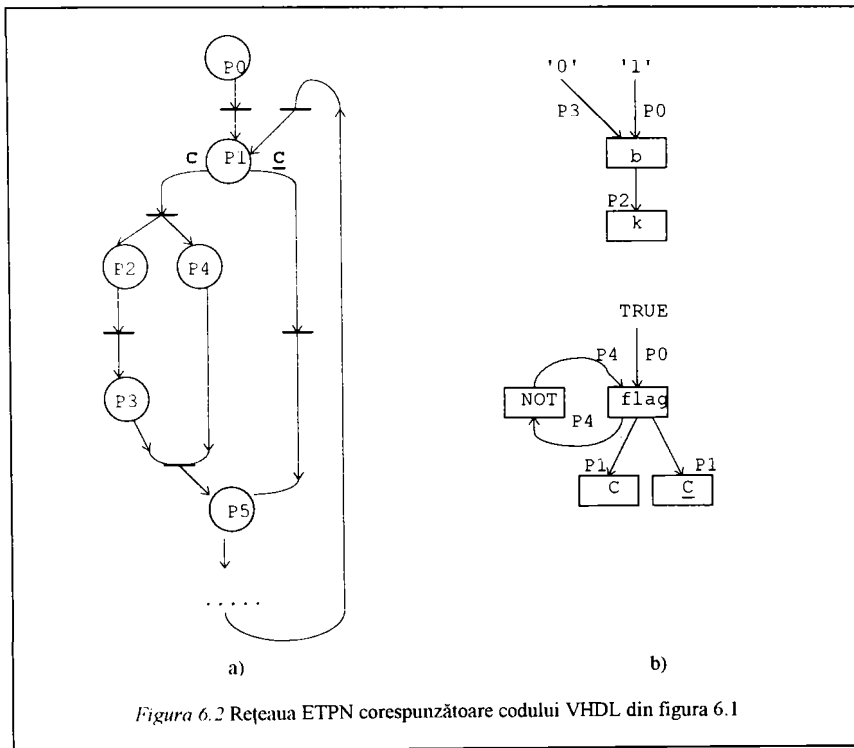 P0
C P1 C
P2 P4
P3
P5
.....
a)
'0' '1'
P3 P0
b
P2
k
TRUE
P4 P0
NOT flag
P4
P1 P1
C C
b)
Figura 6.2 Rețeaua ETPN corespunzătoare codului VHDL din figura 6.1